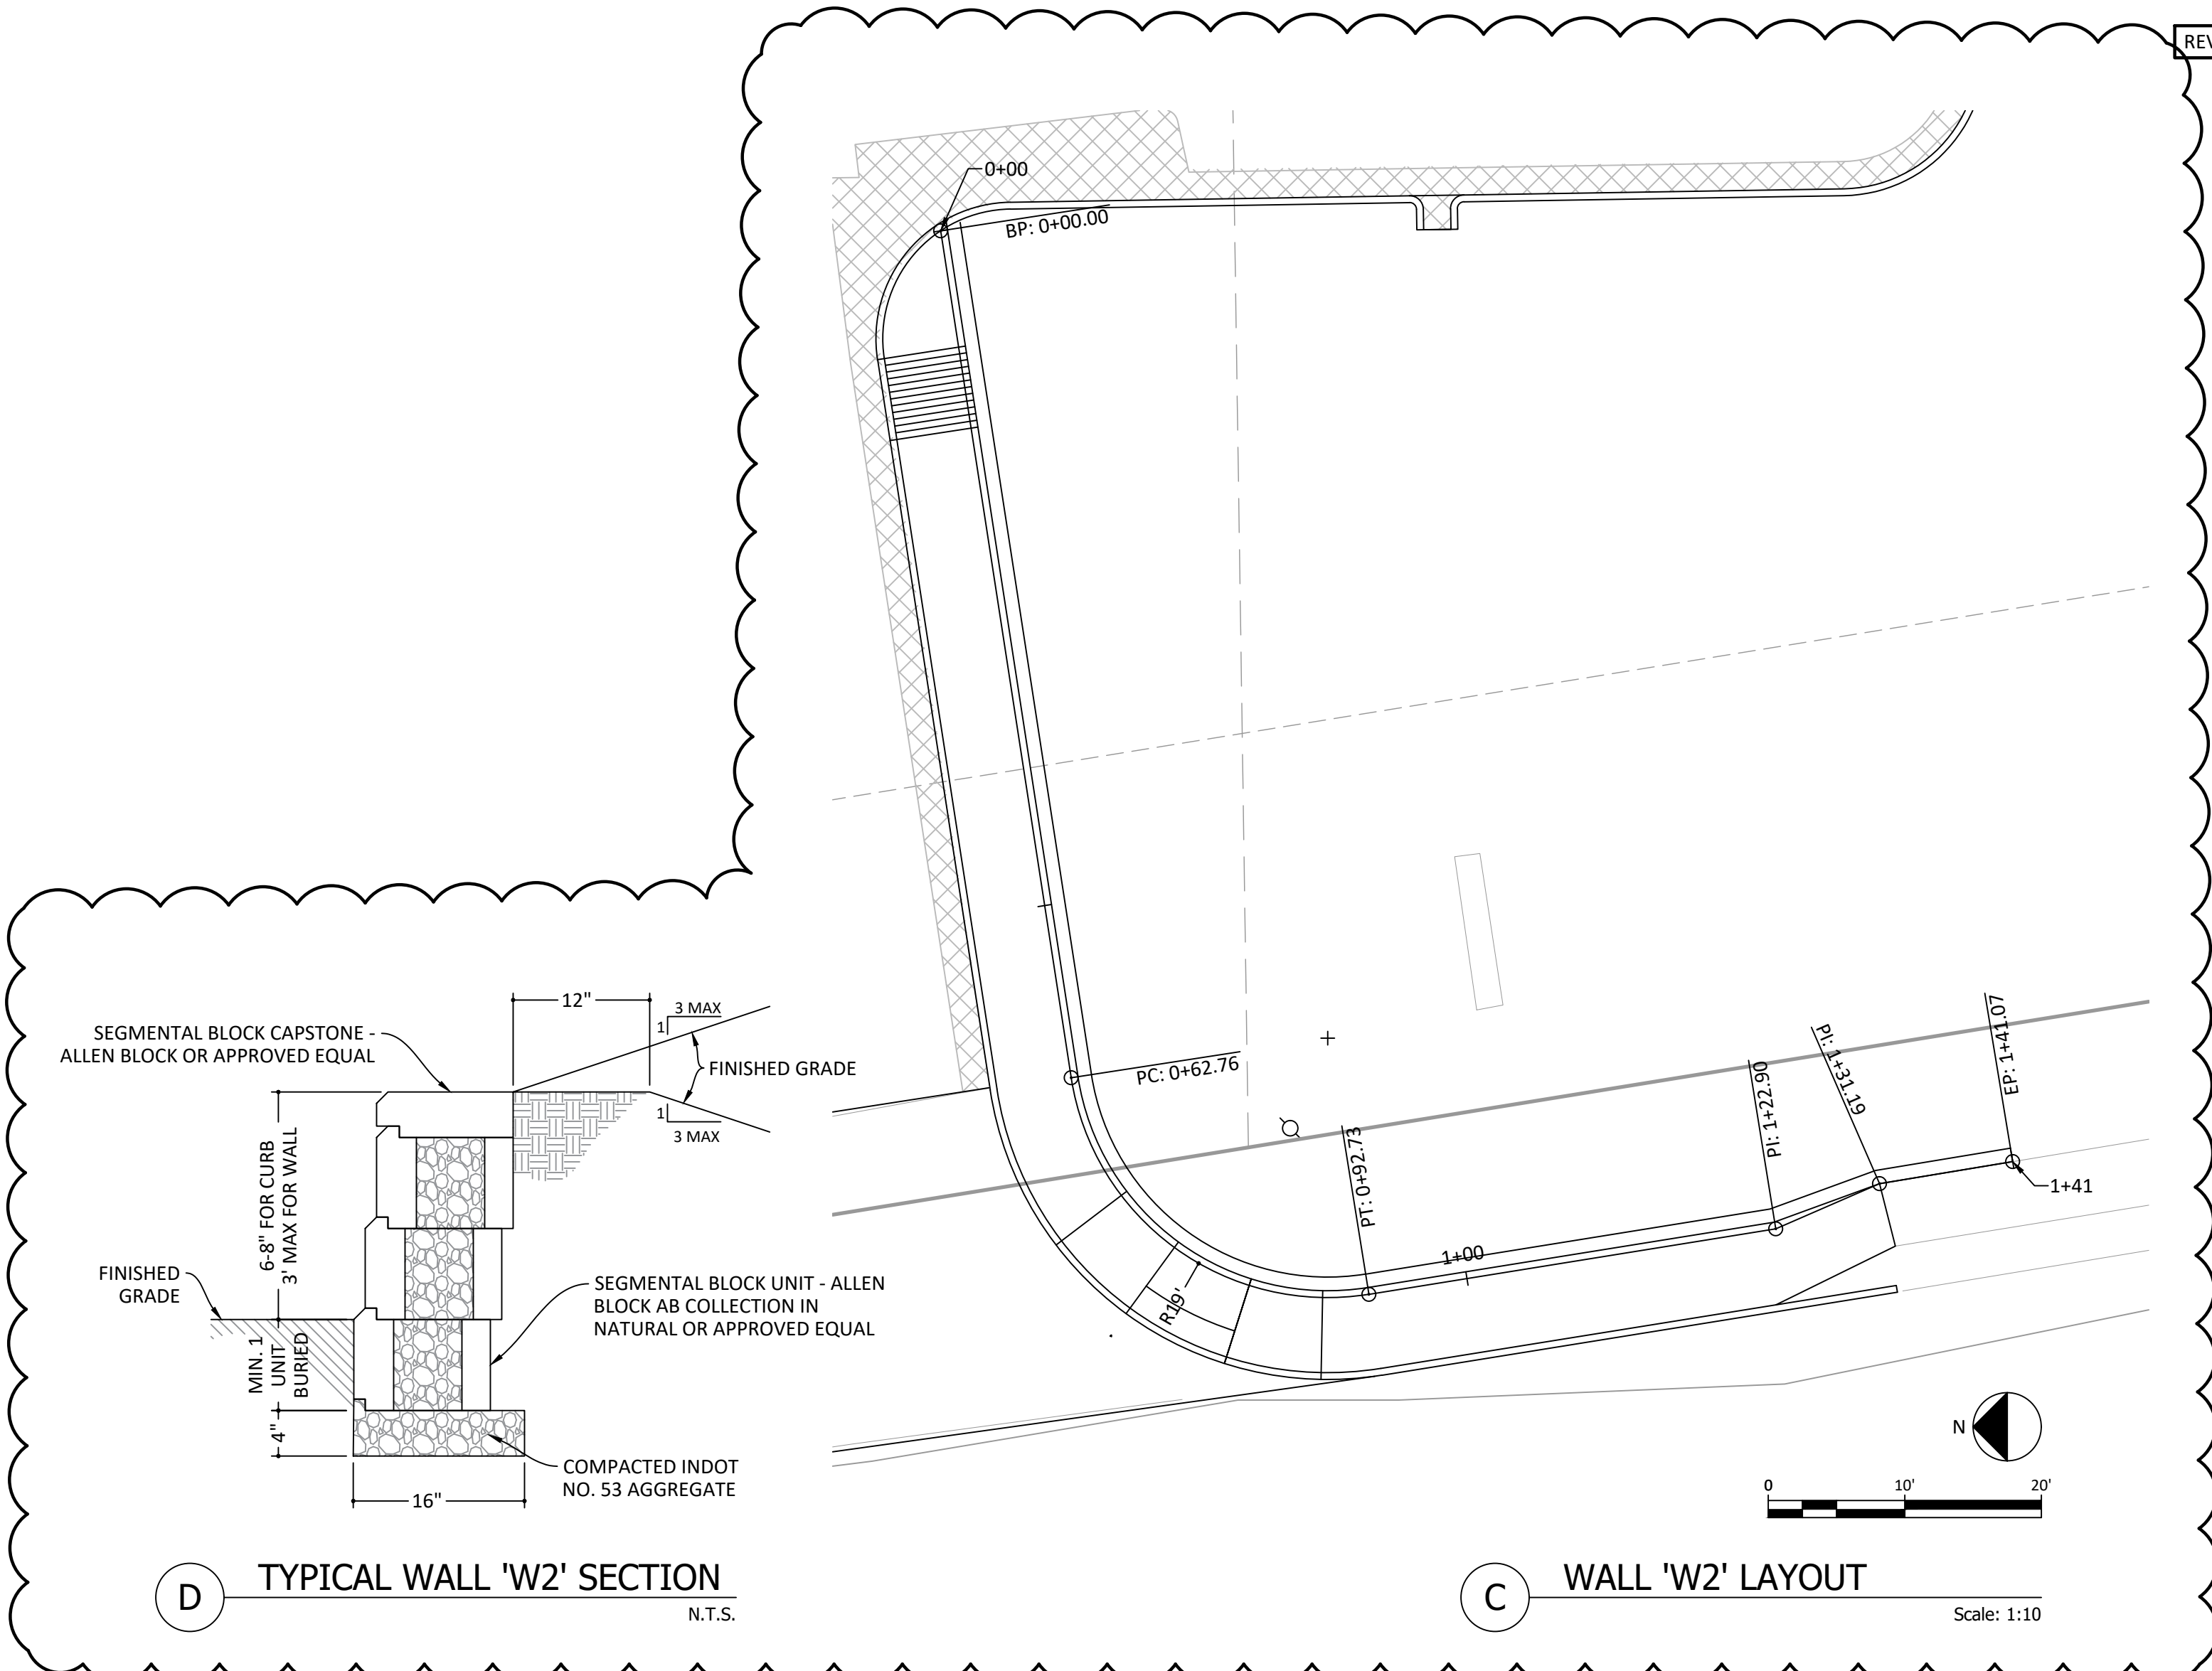 REV
0+00
BP: 0+00.00
PC: 0+62.76
PT: 0+92.73
1+00
PI: 1+22.90
PI: 1+31.19
EP: 1+41.07
1+41
R19'
N
0 10' 20'
C
WALL 'W2' LAYOUT
Scale: 1:10
12"
3 MAX
1
SEGMENTAL BLOCK CAPSTONE -
ALLEN BLOCK OR APPROVED EQUAL
FINISHED GRADE
1
3 MAX
6-8" FOR CURB
3' MAX FOR WALL
FINISHED
GRADE
SEGMENTAL BLOCK UNIT - ALLEN
BLOCK AB COLLECTION IN
NATURAL OR APPROVED EQUAL
MIN. 1
UNIT
BURIED
4"
COMPACTED INDOT
NO. 53 AGGREGATE
16"
D
TYPICAL WALL 'W2' SECTION
N.T.S.